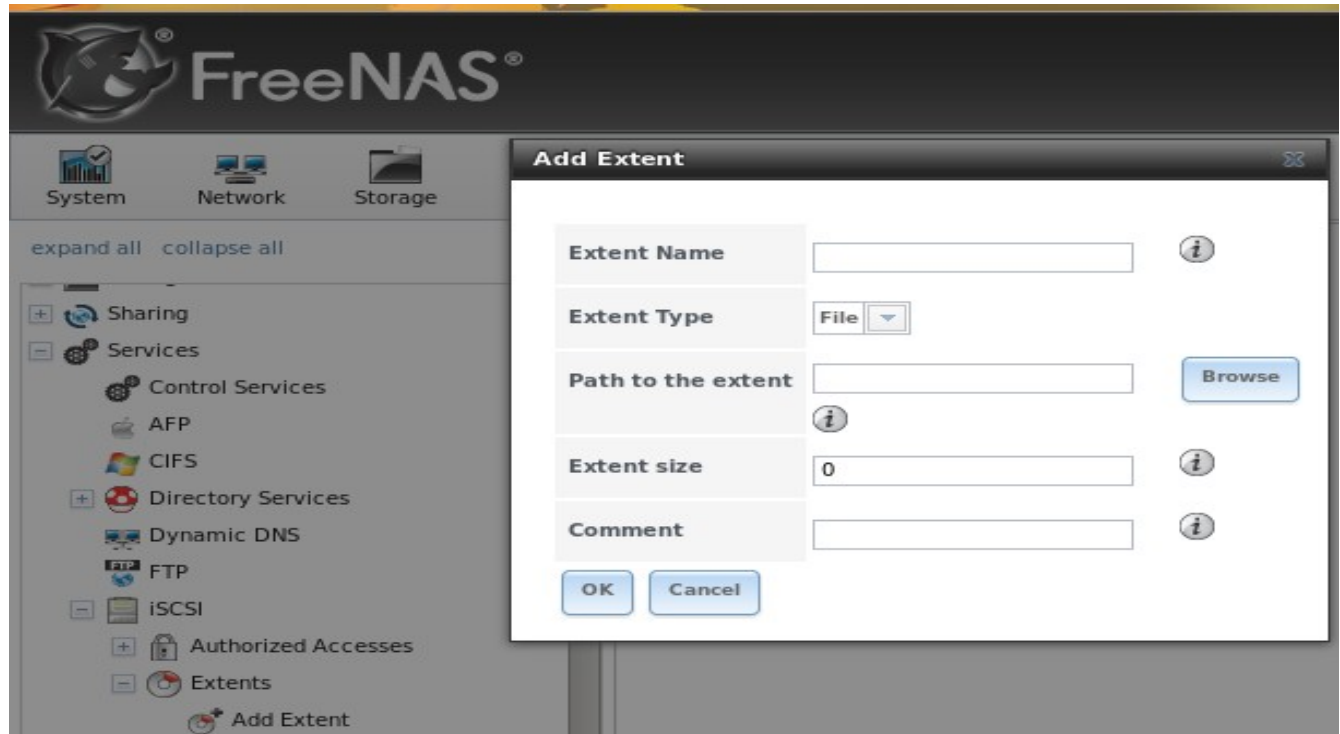 FreeNAS®
System Network Storage
expand all collapse all
Sharing
Services
Control Services
AFP
CIFS
Directory Services
Dynamic DNS
FTP
iSCSI
Authorized Accesses
Extents
Add Extent
Add Extent
Extent Name
Extent Type File
Path to the extent Browse
Extent size 0
Comment
OK Cancel